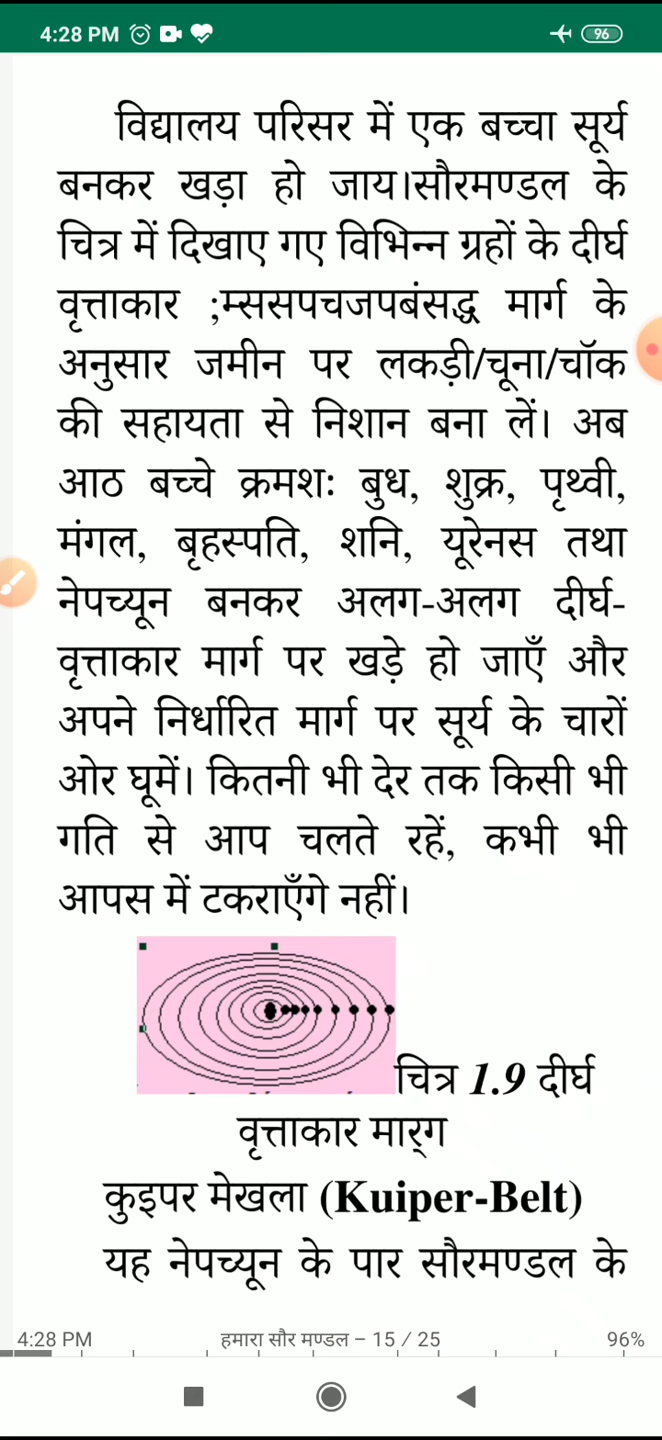 4:28 PM
96
विद्यालय परिसर में एक बच्चा सूर्य
बनकर खड़ा हो जाय।सौरमण्डल के
चित्र में दिखाए गए विभिन्न ग्रहों के दीर्घ
वृत्ताकार ;म्ससपचजपबंसद्ध मार्ग के
अनुसार जमीन पर लकड़ी/चूना/चॉक
की सहायता से निशान बना लें। अब
आठ बच्चे क्रमशः बुध, शुक्र, पृथ्वी,
मंगल, बृहस्पति, शनि, यूरेनस तथा
नेपच्यून बनकर अलग-अलग दीर्घ-
वृत्ताकार मार्ग पर खड़े हो जाएँ और
अपने निर्धारित मार्ग पर सूर्य के चारों
ओर घूमें। कितनी भी देर तक किसी भी
गति से आप चलते रहें, कभी भी
आपस में टकराएँगे नहीं।
चित्र 1.9 दीर्घ
वृत्ताकार मार्‌ग
कुइपर मेखला (Kuiper-Belt)
यह नेपच्यून के पार सौरमण्डल के
4:28 PM हमारा सौर मण्डल – 15 / 25 96%